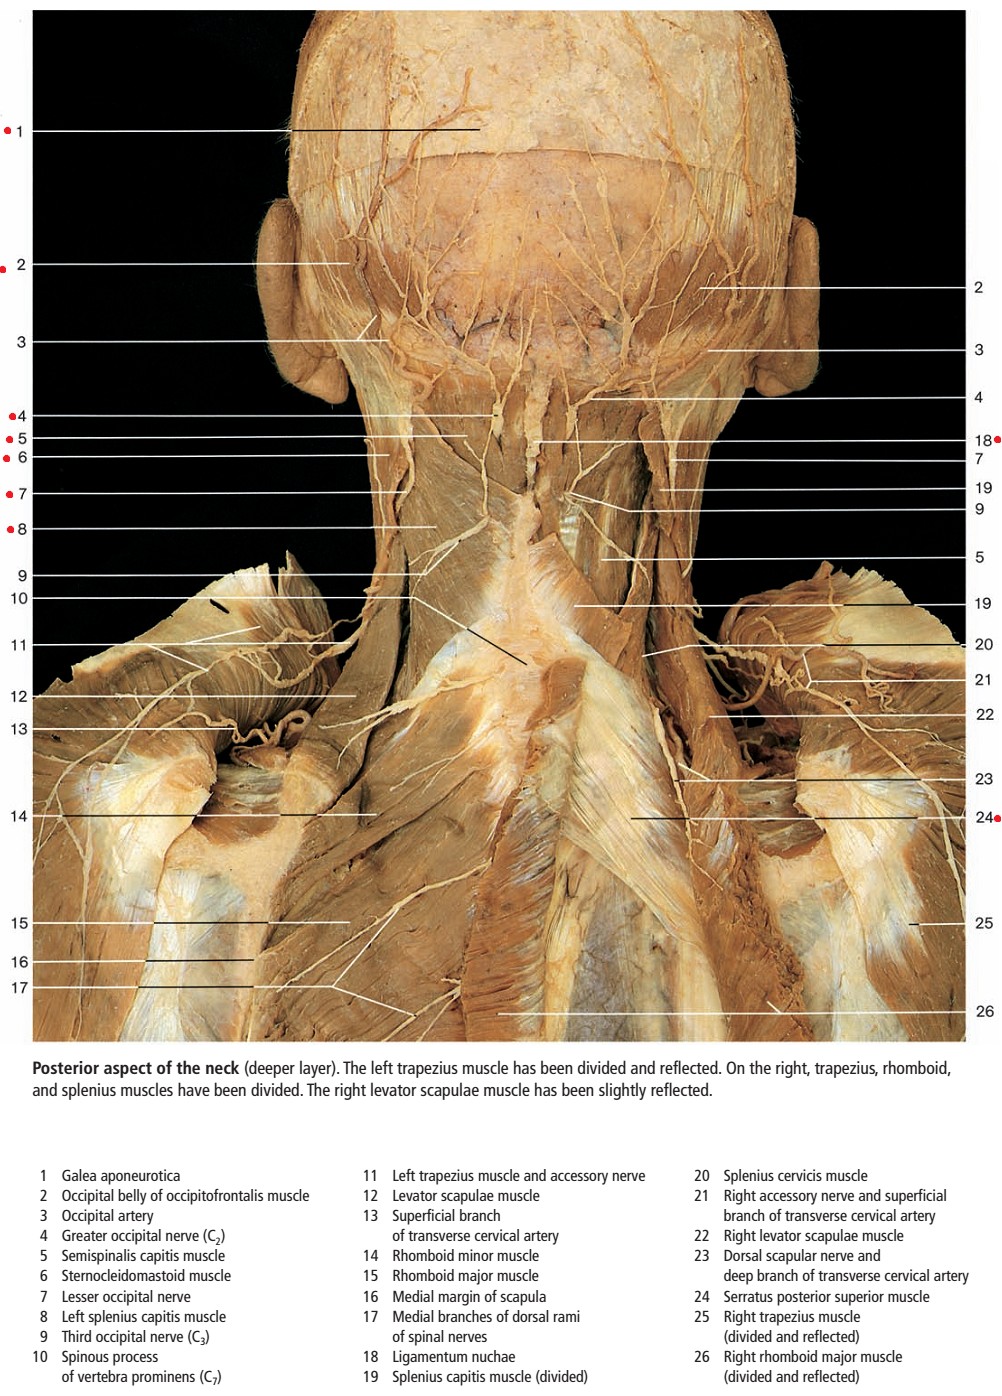 1
2
3
4
5
6
7
8
9
10
11
12
13
14
15
16
17
2
3
4
18
7
19
9
5
19
20
21
22
23
24
25
26
Posterior aspect of the neck (deeper layer). The left trapezius muscle has been divided and reflected. On the right, trapezius, rhomboid,
and splenius muscles have been divided. The right levator scapulae muscle has been slightly reflected.
1 Galea aponeurotica
2 Occipital belly of occipitofrontalis muscle
3 Occipital artery
4 Greater occipital nerve (C₂)
5 Semispinalis capitis muscle
6 Sternocleidomastoid muscle
7 Lesser occipital nerve
8 Left splenius capitis muscle
9 Third occipital nerve (C₃)
10 Spinous process
of vertebra prominens (C₇)
11 Left trapezius muscle and accessory nerve
12 Levator scapulae muscle
13 Superficial branch
of transverse cervical artery
14 Rhomboid minor muscle
15 Rhomboid major muscle
16 Medial margin of scapula
17 Medial branches of dorsal rami
of spinal nerves
18 Ligamentum nuchae
19 Splenius capitis muscle (divided)
20 Splenius cervicis muscle
21 Right accessory nerve and superficial
branch of transverse cervical artery
22 Right levator scapulae muscle
23 Dorsal scapular nerve and
deep branch of transverse cervical artery
24 Serratus posterior superior muscle
25 Right trapezius muscle
(divided and reflected)
26 Right rhomboid major muscle
(divided and reflected)